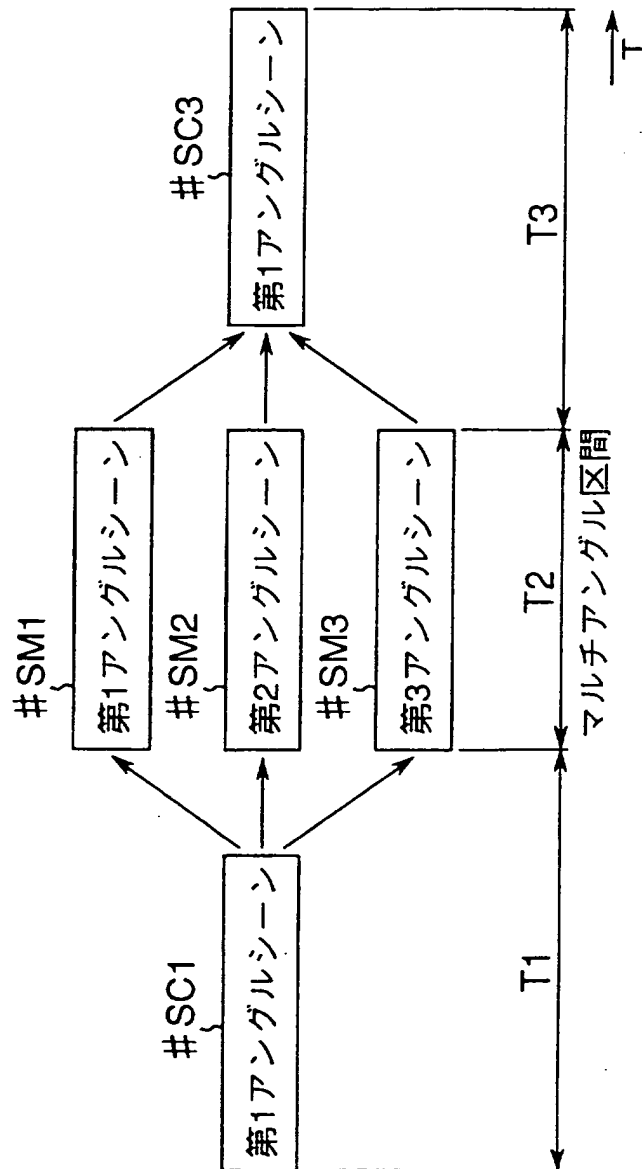 #SC1
第1アングルシーン
#SM1
第1アングルシーン
#SM2
第2アングルシーン
#SM3
第3アングルシーン
#SC3
第1アングルシーン
T1
T2
T3
マルチアングル区間
T